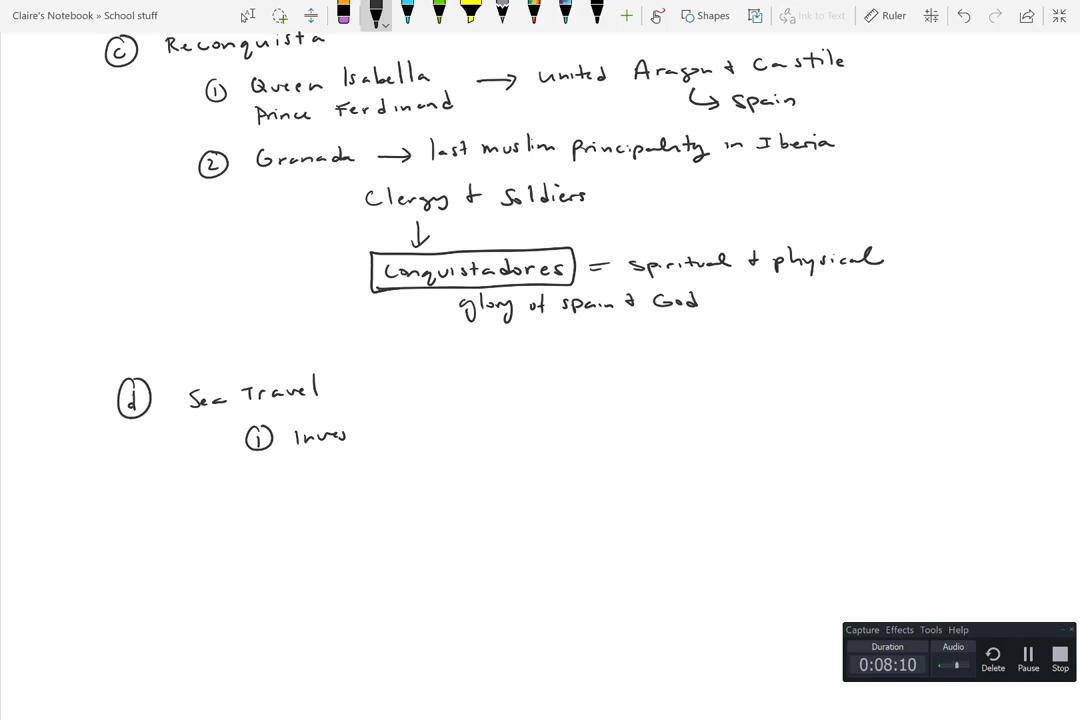 Claire's Notebook » School stuff
Shapes
Ink to Text
Ruler
c Reconquista
1 Queen Isabella → united Aragon + Castile
Prince Ferdinand ↳ Spain
2 Granada → last muslim principality in Iberia
Clergy + Soldiers
↓
Conquistadores = spiritual + physical
glory of Spain + God
d Sea Travel
1 Inves
Capture Effects Tools Help
Duration Audio
0:08:10
Delete Pause Stop